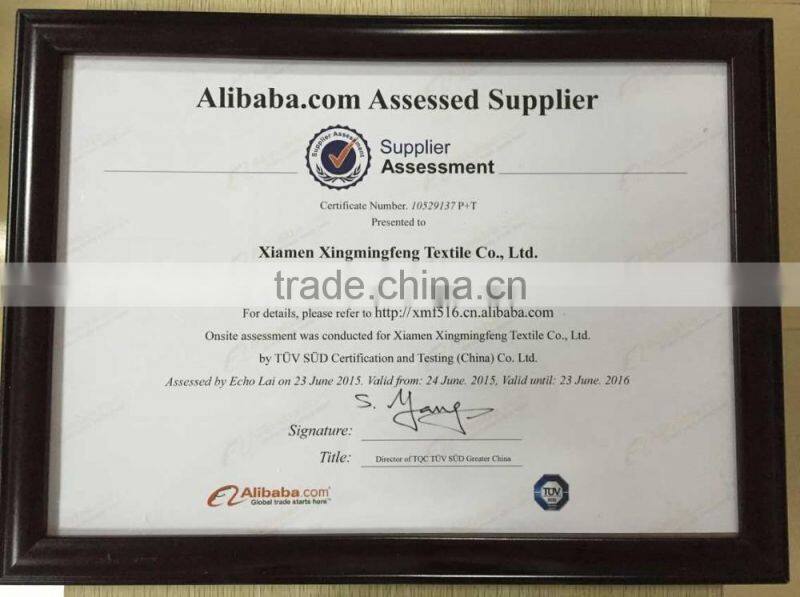 Alibaba.com Assessed Supplier
Supplier Assessment
Supplier
Assessment
Certificate Number. 10529137 P+T
Presented to
Xiamen Xingmingfeng Textile Co., Ltd.
trade.china.cn
For details, please refer to http://xmf516.cn.alibaba.com
Onsite assessment was conducted for Xiamen Xingmingfeng Textile Co., Ltd.
by TÜV SÜD Certification and Testing (China) Co. Ltd.
Assessed by Echo Lai on 23 June 2015. Valid from: 24 June. 2015, Valid until: 23 June. 2016
S. Yang
Signature:
Title: Director of TQC TÜV SÜD Greater China
Alibaba.com®
Global trade starts here™
TÜV